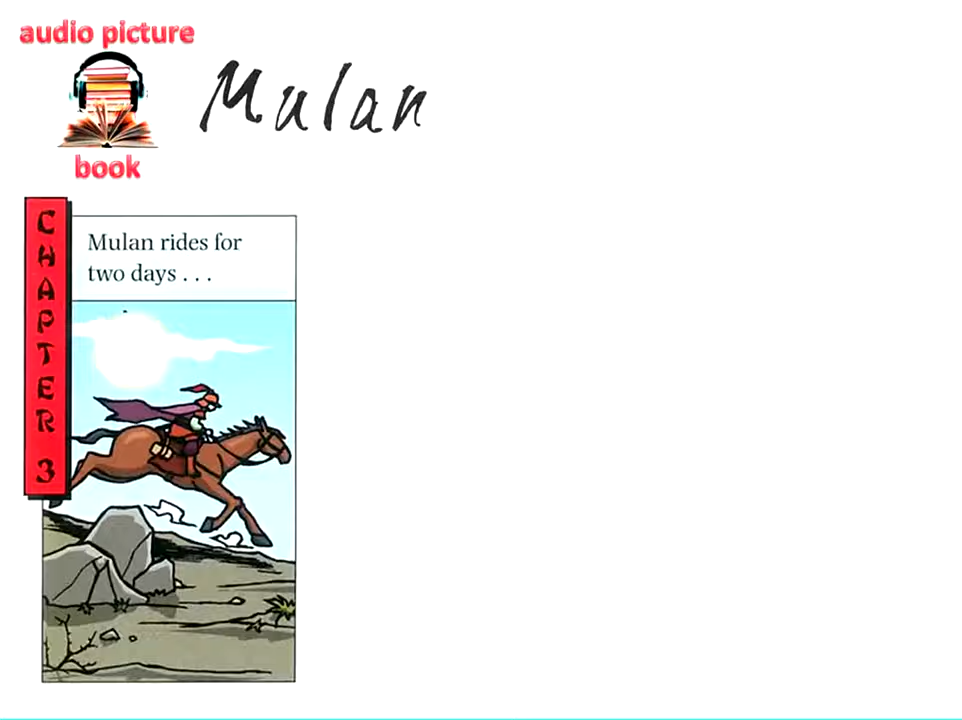 audio picture
book
Mulan
CHAPTER 3
Mulan rides for
two days . . .